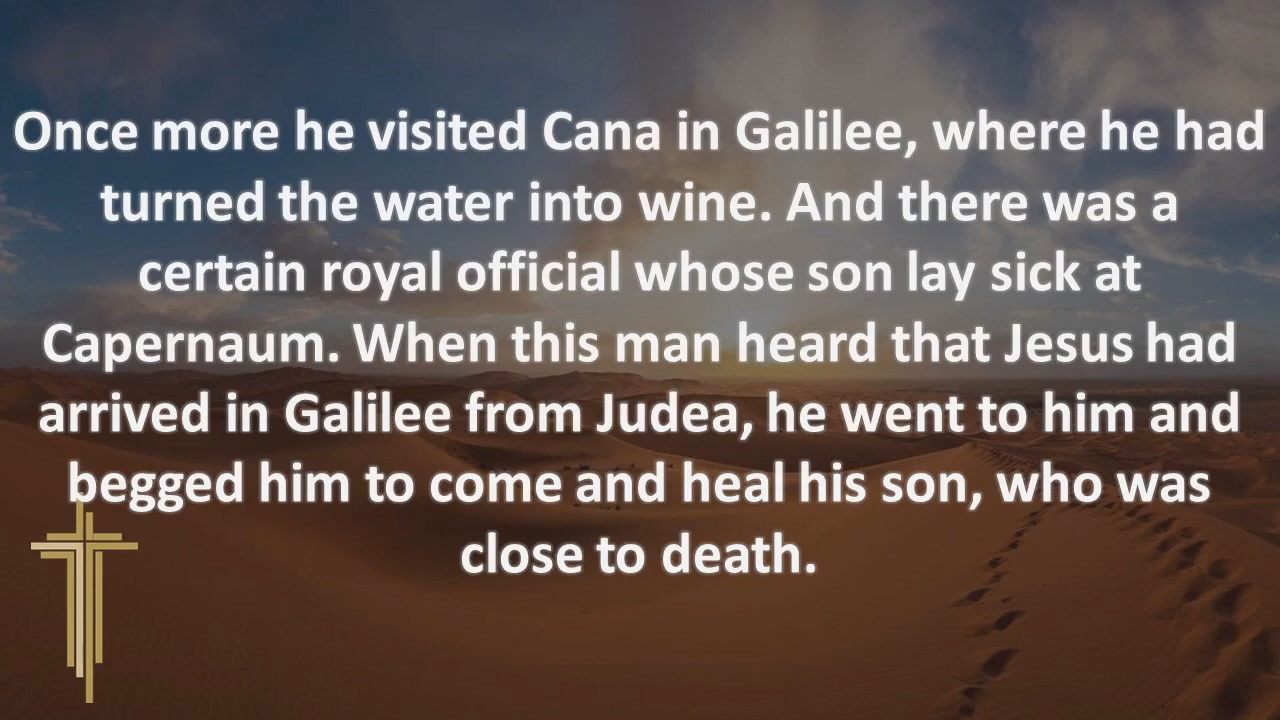 Once more he visited Cana in Galilee, where he had
turned the water into wine. And there was a
certain royal official whose son lay sick at
Capernaum. When this man heard that Jesus had
arrived in Galilee from Judea, he went to him and
begged him to come and heal his son, who was
close to death.